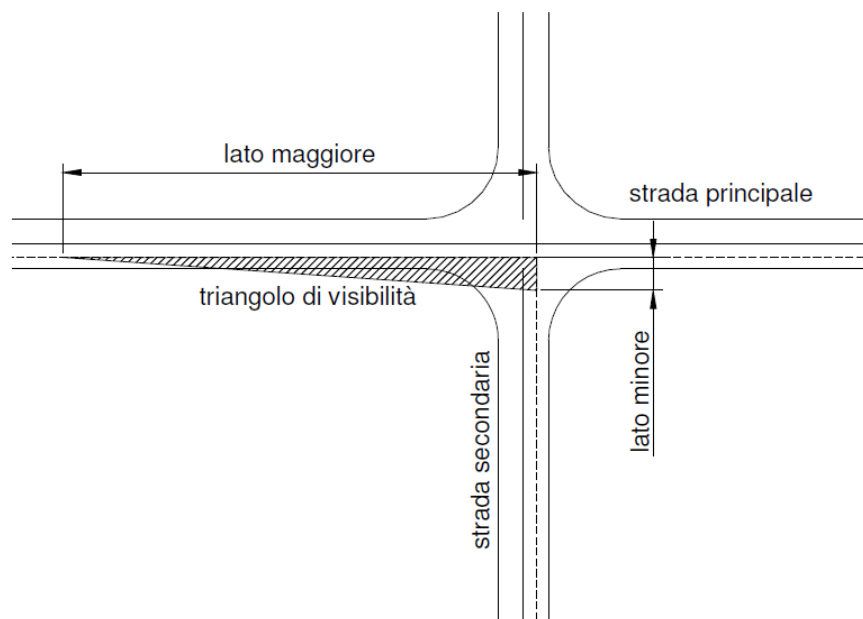 lato maggiore
strada principale
triangolo di visibilità
lato minore
strada secondaria